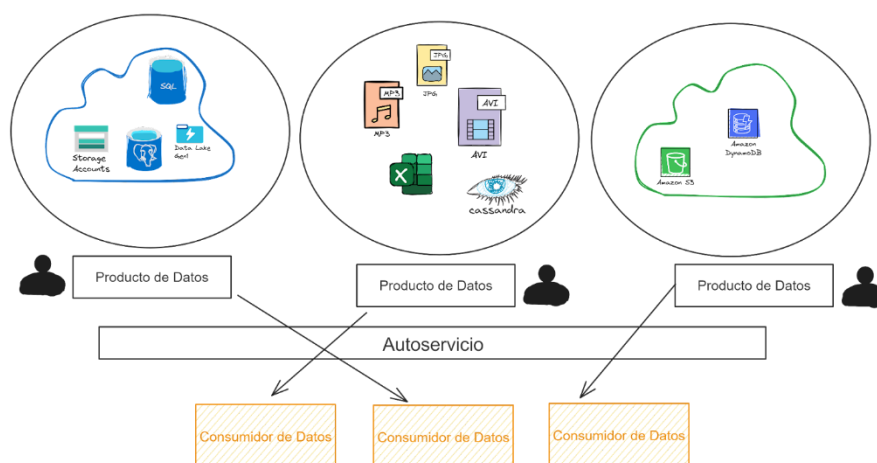 SQL
Storage
Accounts
Data Lake
Gen1
JPG
JPG
MP3
MP3
AVI
AVI
X
cassandra
Amazon
DynamoDB
Amazon S3
Producto de Datos
Producto de Datos
Producto de Datos
Autoservicio
Consumidor de Datos
Consumidor de Datos
Consumidor de Datos